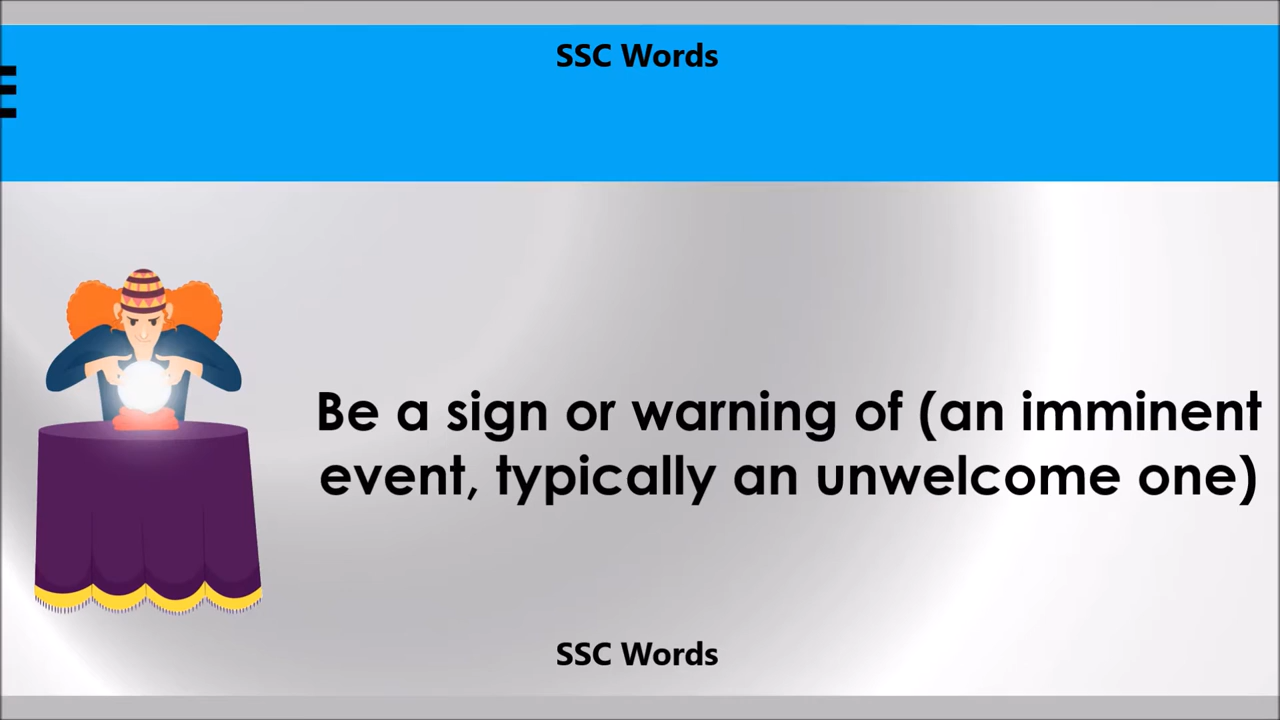 SSC Words
Be a sign or warning of (an imminent
event, typically an unwelcome one)
SSC Words